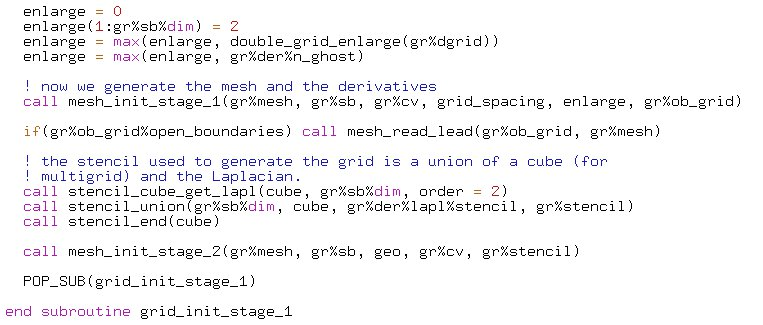 enlarge = 0
enlarge(1:gr%sb%dim) = 2
enlarge = max(enlarge, double_grid_enlarge(gr%dgrid))
enlarge = max(enlarge, gr%der%n_ghost)
! now we generate the mesh and the derivatives
call mesh_init_stage_1(gr%mesh, gr%sb, gr%cv, grid_spacing, enlarge, gr%ob_grid)
if(gr%ob_grid%open_boundaries) call mesh_read_lead(gr%ob_grid, gr%mesh)
! the stencil used to generate the grid is a union of a cube (for
! multigrid) and the Laplacian.
call stencil_cube_get_lapl(cube, gr%sb%dim, order = 2)
call stencil_union(gr%sb%dim, cube, gr%der%lapl%stencil, gr%stencil)
call stencil_end(cube)
call mesh_init_stage_2(gr%mesh, gr%sb, geo, gr%cv, gr%stencil)
POP_SUB(grid_init_stage_1)
end subroutine grid_init_stage_1